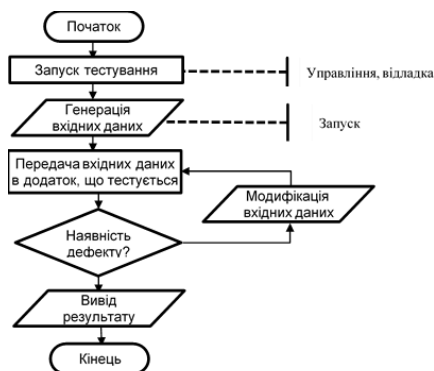 Початок
Запуск тестування
Управління, відладка
Генерація
вхідних даних
Запуск
Передача вхідних даних
в додаток, що тестується
Модифікація
вхідних даних
Наявність
дефекту?
Вивід
результату
Кінець